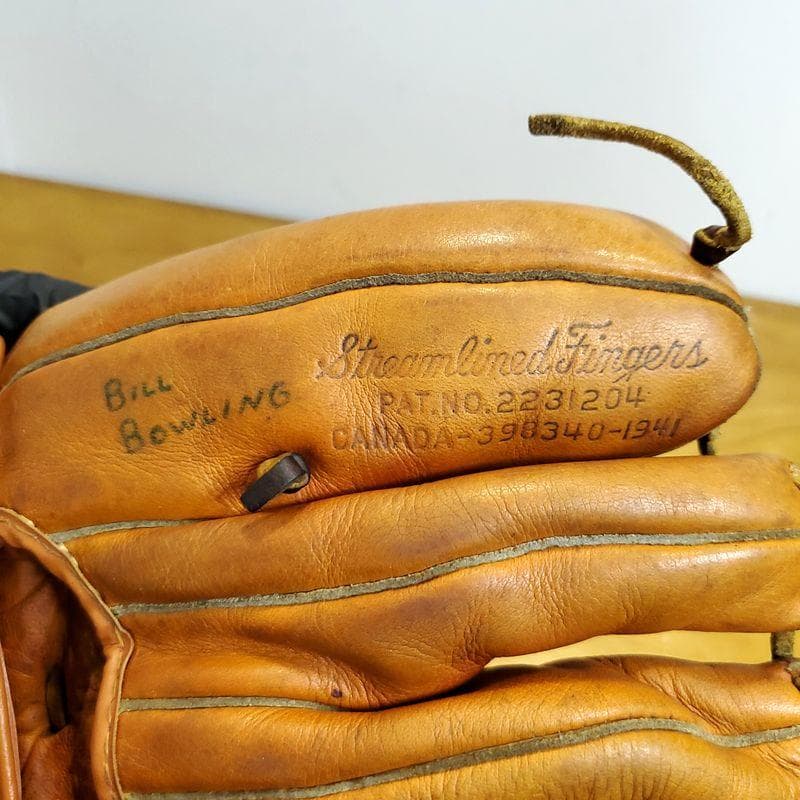 BILL
BOWLING
Streamlined Fingers
PAT. NO. 2231204
CANADA-398340-1941